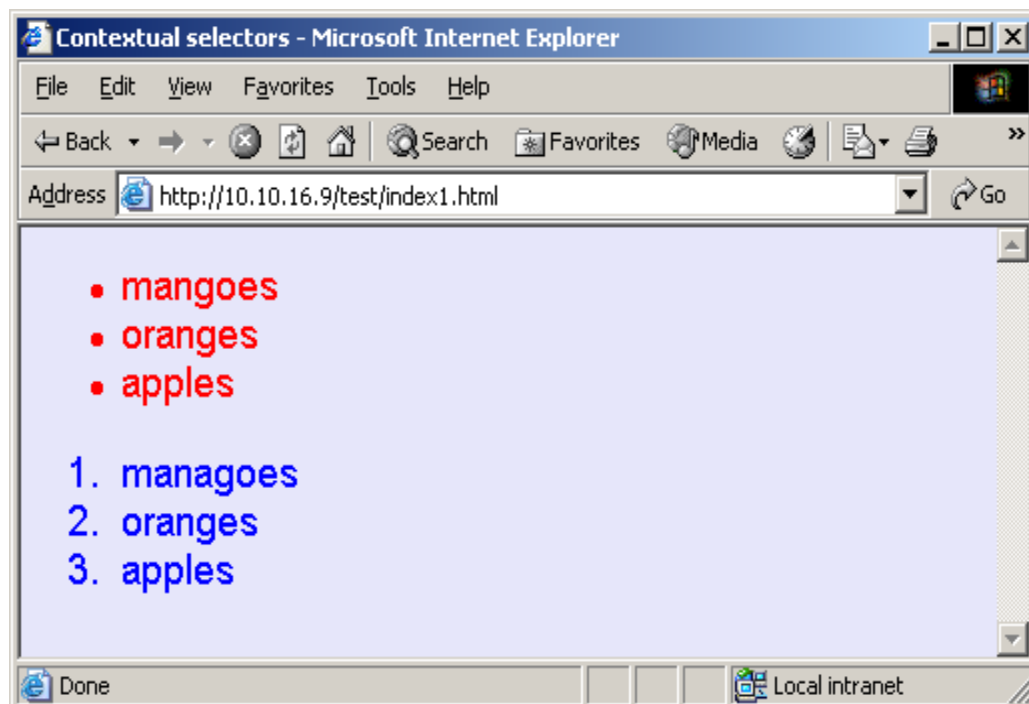 Contextual selectors - Microsoft Internet Explorer
File Edit View Favorites Tools Help
Back Search Favorites Media »
Address http://10.10.16.9/test/index1.html Go
• mangoes
• oranges
• apples
1. managoes
2. oranges
3. apples
Done Local intranet